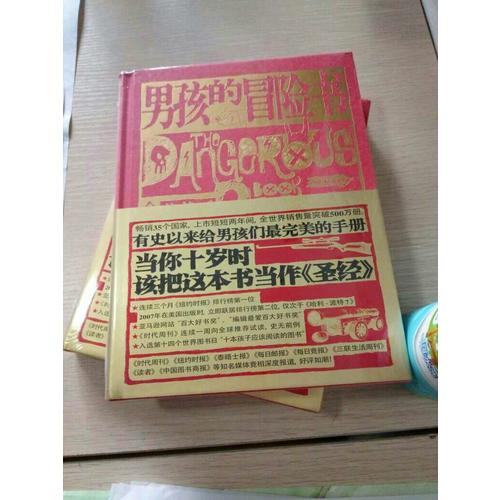 男孩的冒险书
THE
DANGEROUS
畅销35个国家，上市短短两年间，全世界销售量突破500万册，
有史以来给男孩们最完美的手册
当你十岁时
该把这本书当作《圣经》
★连续三个月《纽约时报》排行榜第一位
2007年在美国出版时，立即跃居排行榜第二位，仅次于《哈利·波特7》
★亚马逊网站“百大好书奖”，“编辑最爱百大好书奖”
★《时代周刊》连续一周向全球推荐试读，史无前例
★入选第十四个世界图书日“十本孩子应该阅读的图书”
《时代周刊》《纽约时报》《泰晤士报》《每日邮报》《每日竞报》《三联生活周刊》
《读者》《中国图书商报》等知名媒体竞相深度报道，好评如潮！